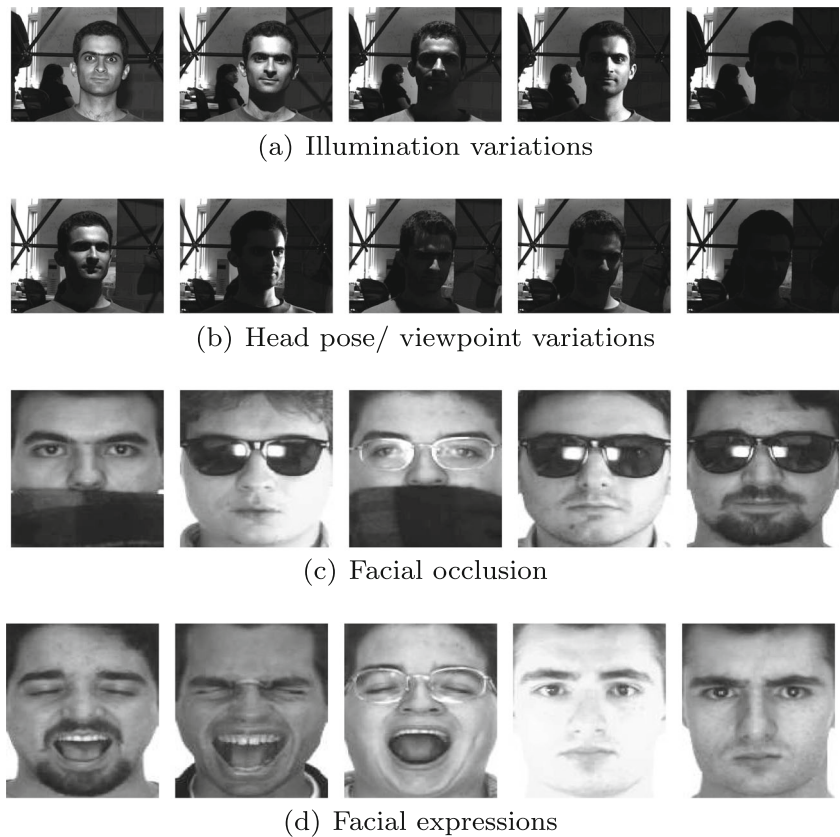 (a) Illumination variations
(b) Head pose/ viewpoint variations
(c) Facial occlusion
(d) Facial expressions